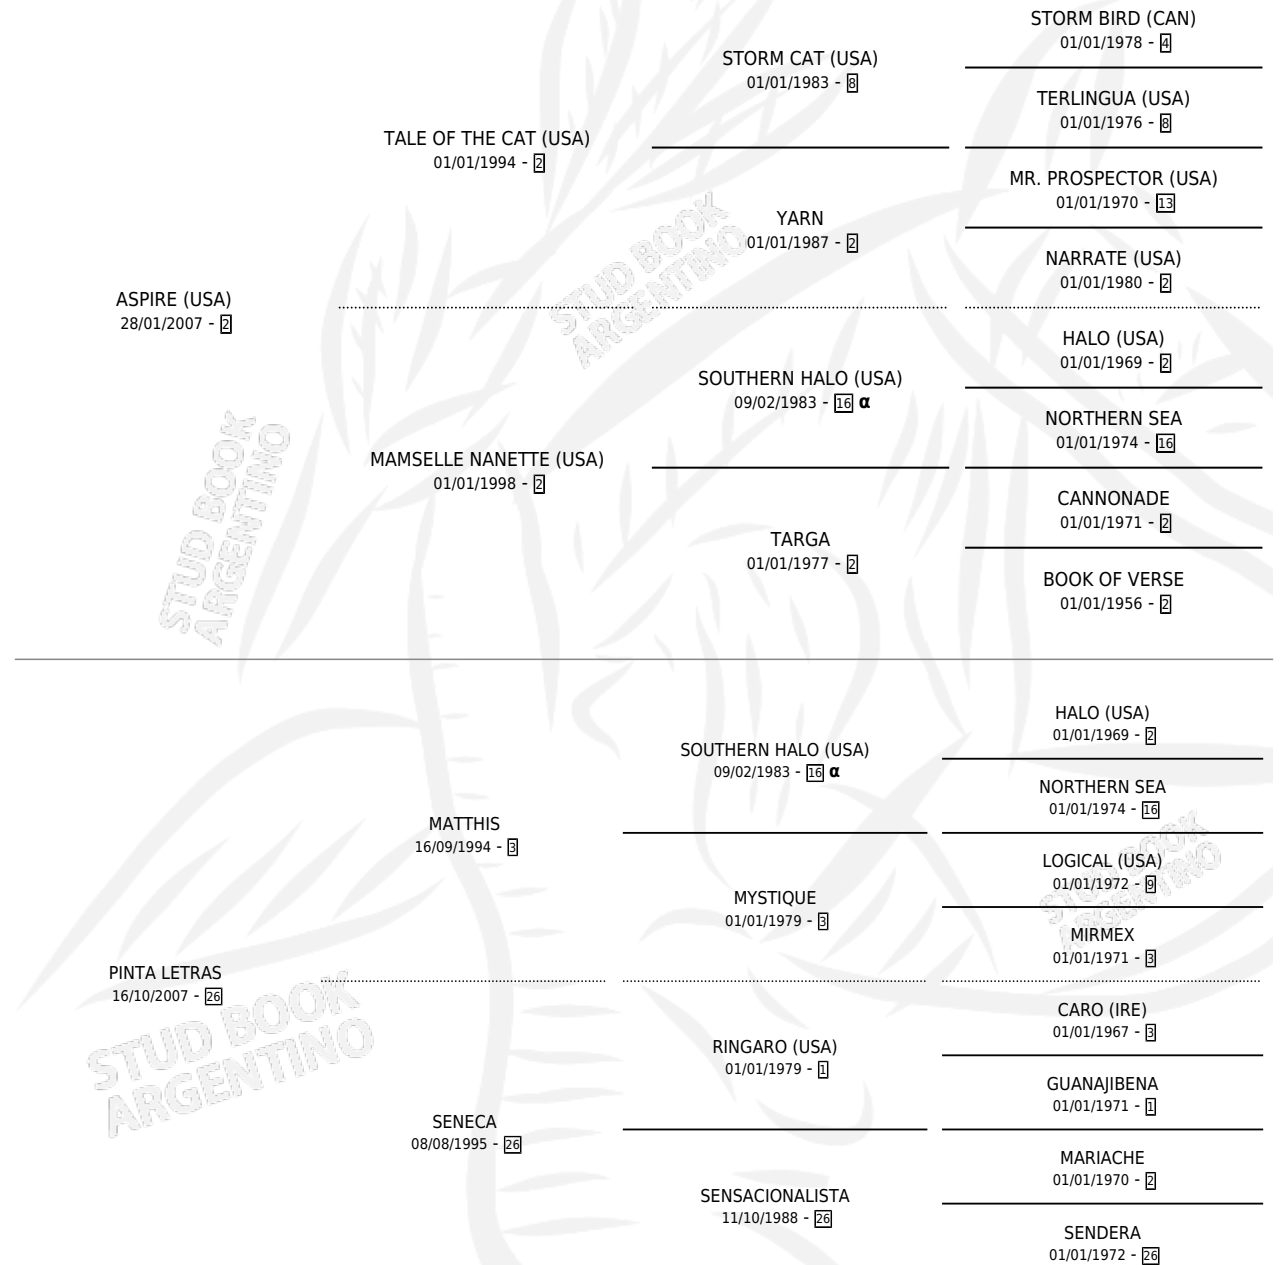 STORM BIRD (CAN)
01/01/1978 - 4
STORM CAT (USA)
01/01/1983 - 8
TERLINGUA (USA)
01/01/1976 - 8
TALE OF THE CAT (USA)
01/01/1994 - 2
MR. PROSPECTOR (USA)
01/01/1970 - 13
YARN
01/01/1987 - 2
NARRATE (USA)
01/01/1980 - 2
ASPIRE (USA)
28/01/2007 - 2
HALO (USA)
01/01/1969 - 2
SOUTHERN HALO (USA)
09/02/1983 - 16 α
NORTHERN SEA
01/01/1974 - 16
MAMSELLE NANETTE (USA)
01/01/1998 - 2
CANNONADE
01/01/1971 - 2
TARGA
01/01/1977 - 2
BOOK OF VERSE
01/01/1956 - 2
HALO (USA)
01/01/1969 - 2
SOUTHERN HALO (USA)
09/02/1983 - 16 α
NORTHERN SEA
01/01/1974 - 16
MATTHIS
16/09/1994 - 3
LOGICAL (USA)
01/01/1972 - 9
MYSTIQUE
01/01/1979 - 3
MIRMEX
01/01/1971 - 3
PINTA LETRAS
16/10/2007 - 26
CARO (IRE)
01/01/1967 - 3
RINGARO (USA)
01/01/1979 - 1
GUANAJIBENA
01/01/1971 - 1
SENECA
08/08/1995 - 26
MARIACHE
01/01/1970 - 2
SENSACIONALISTA
11/10/1988 - 26
SENDERA
01/01/1972 - 26
STUD BOOK
ARGENTINO
STUD BOOK
ARGENTINO
STUD BOOK
ARGENTINO
STUD BOOK
ARGENTINO